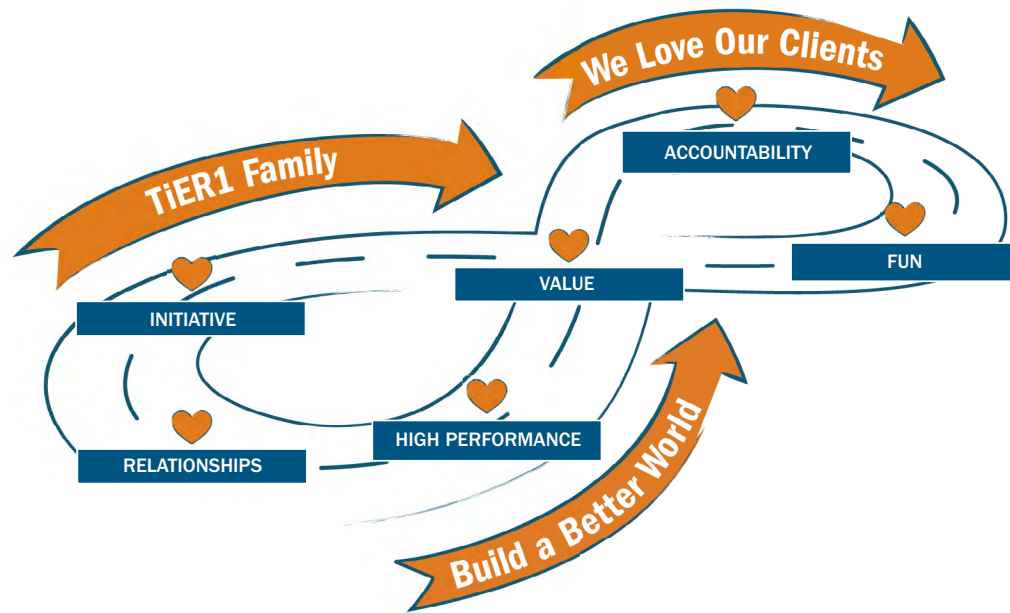 We Love Our Clients
ACCOUNTABILITY
TiER1 Family
FUN
VALUE
INITIATIVE
HIGH PERFORMANCE
RELATIONSHIPS
Build a Better World